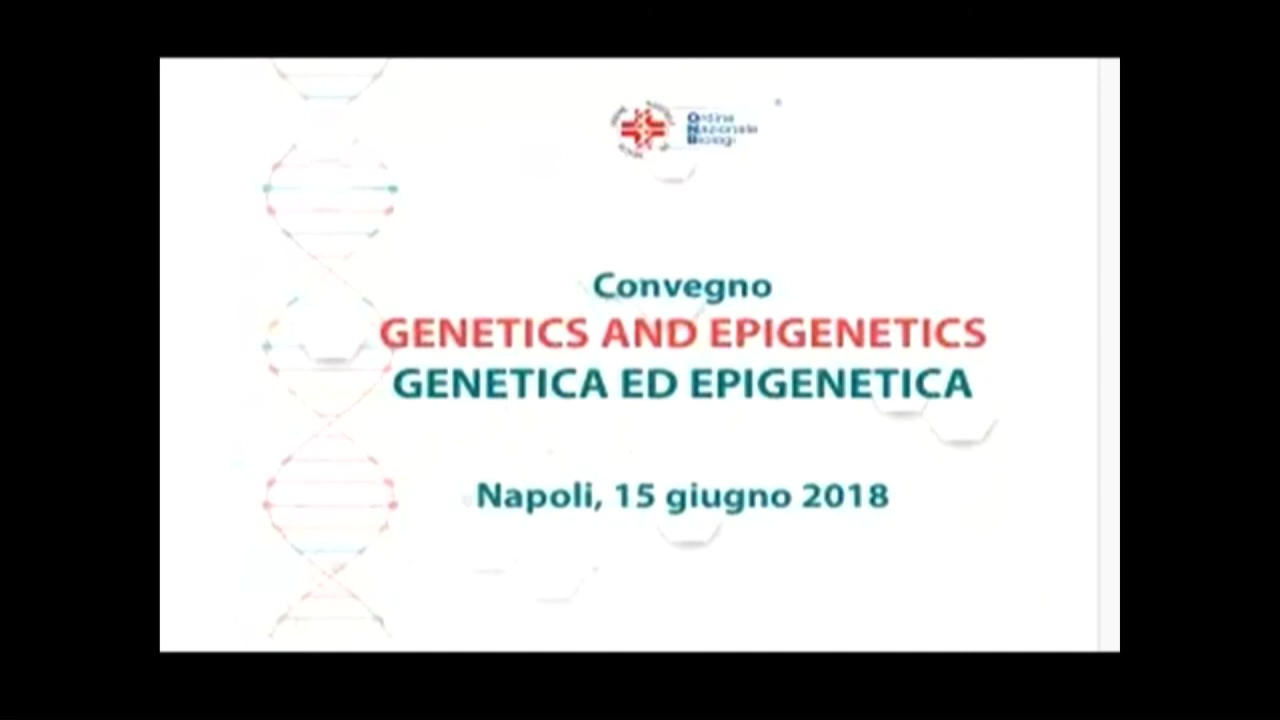 Ordine
Nazionale
Biologi
Convegno
GENETICS AND EPIGENETICS
GENETICA ED EPIGENETICA
Napoli, 15 giugno 2018